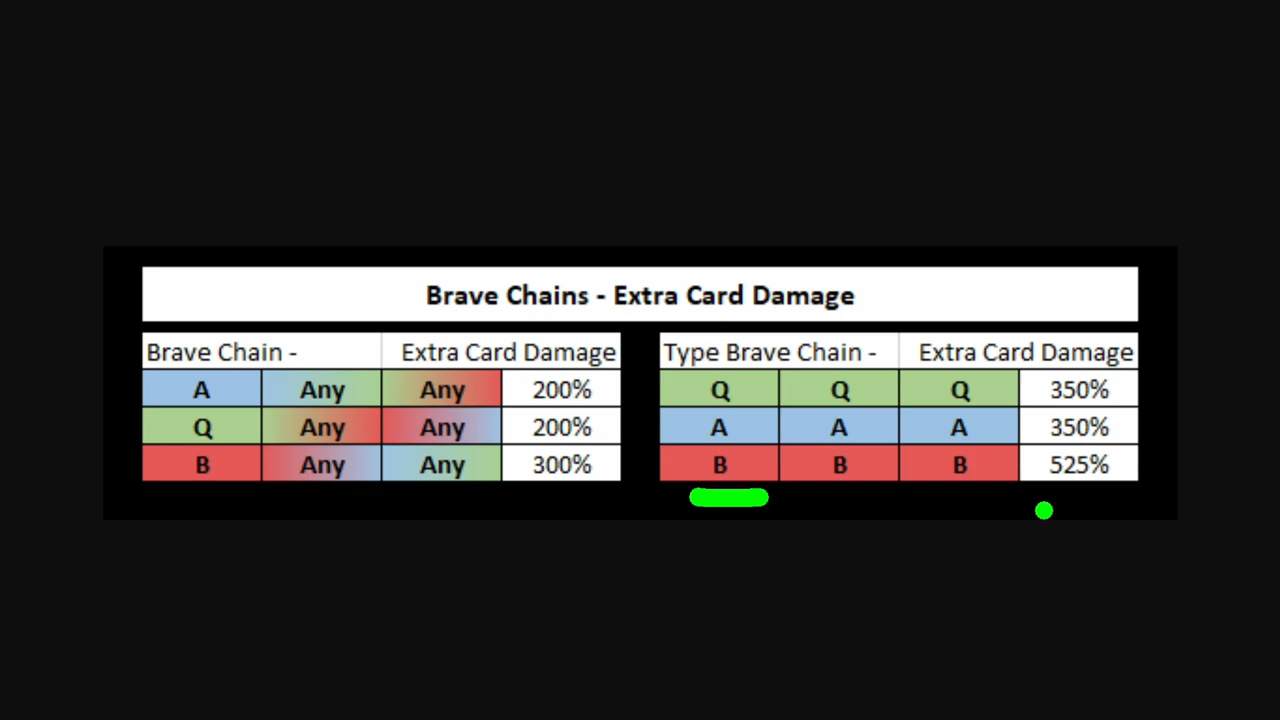 Brave Chains - Extra Card Damage
Brave Chain - Extra Card Damage
A Any Any 200%
Q Any Any 200%
B Any Any 300%
Type Brave Chain - Extra Card Damage
Q Q Q 350%
A A A 350%
B B B 525%